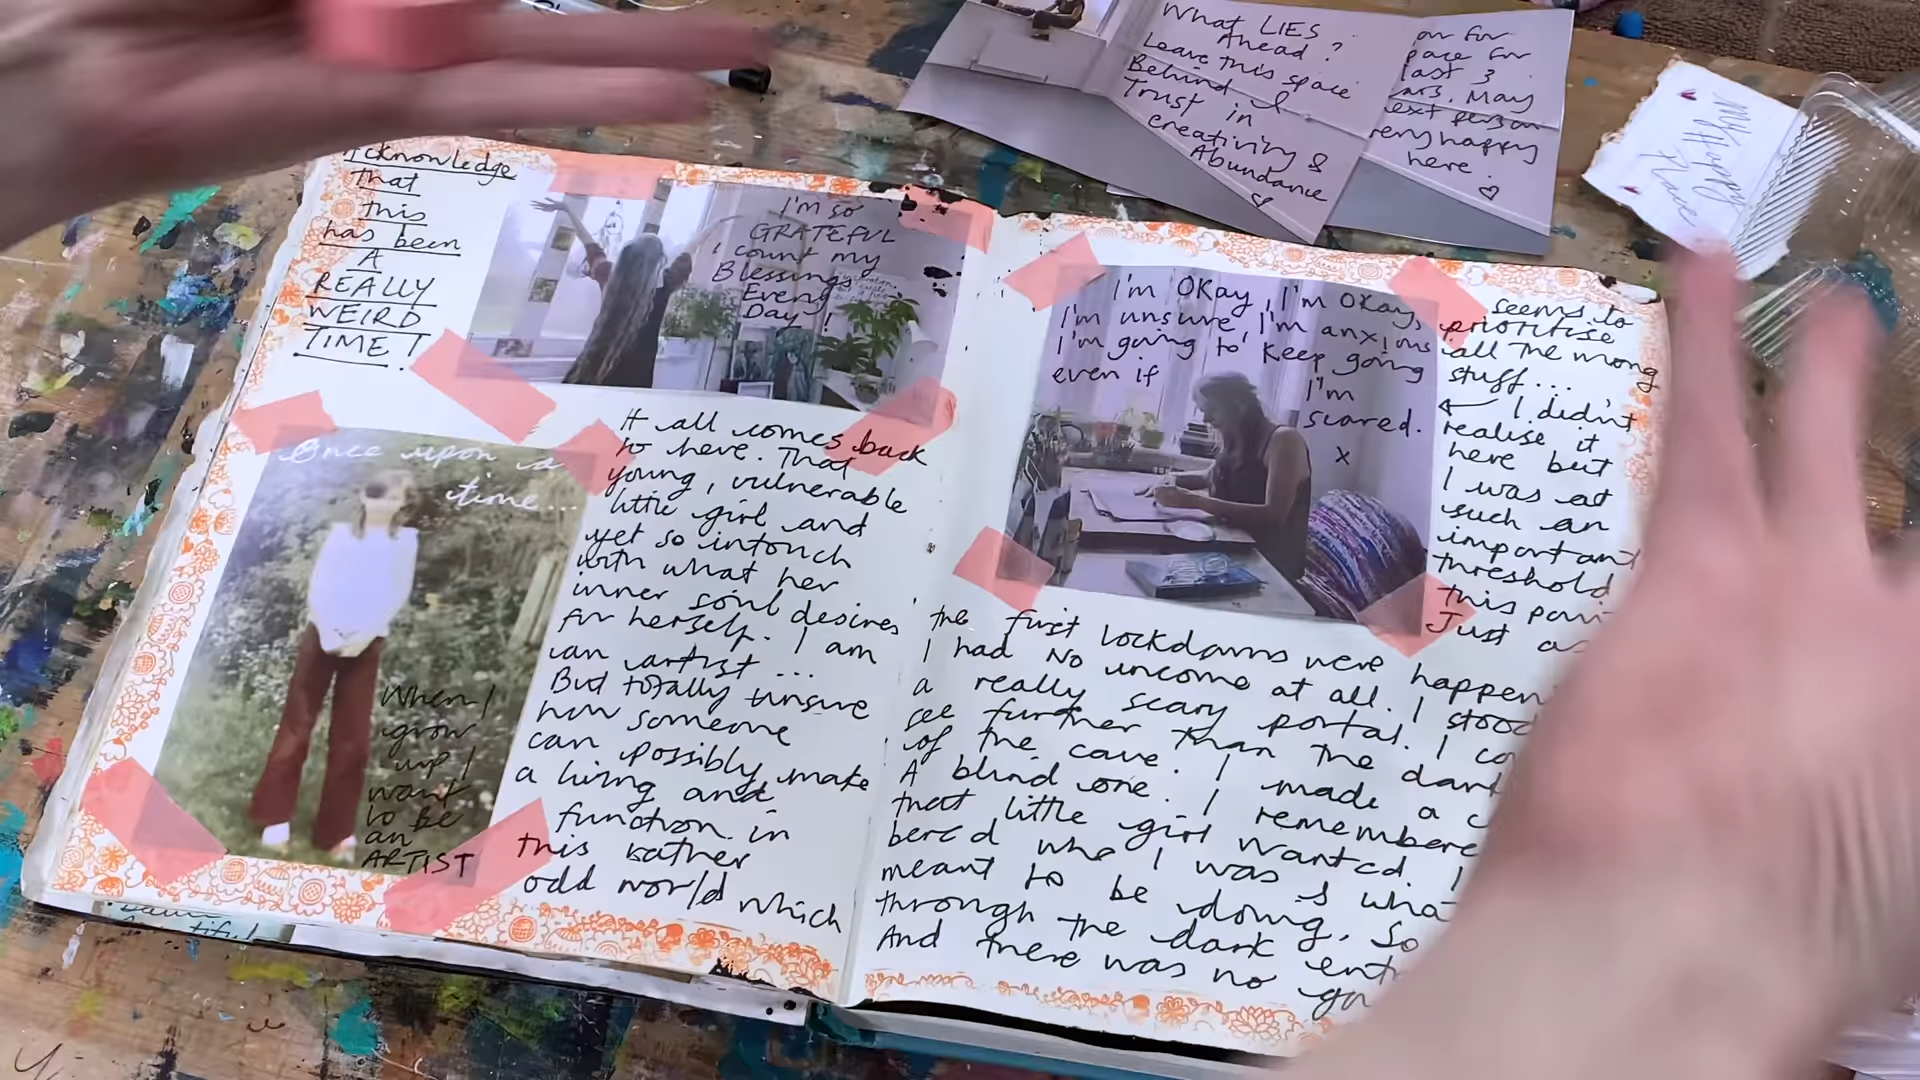 What LIES
Ahead?
Leave this space
Behind &
Trust in
creativity &
Abundance
for
pace for
last 3
May
next person
very happy
here.
my Happy
Place
Acknowledge
that
this
has been
A
REALLY
WEIRD
TIME!
I'm so
GRATEFUL
I count my
Blessings
Every
Day!
Once upon a
time...
When I
grow
up I
want
to be
an
ARTIST
It all comes back
to here. That
young, vulnerable
little girl and
yet so intouch
with what her
inner soul desires
for herself. I am
an artist...
But totally unsure
how someone
can possibly make
a living and
function in
this rather
odd world which
I'm OKay, I'm OKay,
I'm unsure, I'm anxious
I'm going to Keep going
even if
I'm
scared.
x
seems to
prioritise
all the wrong
stuff...
← I didn't
realise it
here but
I was at
such an
important
threshold
this
Just as
the first lockdowns were happen
I had NO income at all. I stood
a really scary portal. I co
see further than the dark
of the cave. I made a c
A blind one. I remembere
that little girl wanted. I
berc'd who I was & wha
meant to be doing. So
through the dark ent
And there was no go